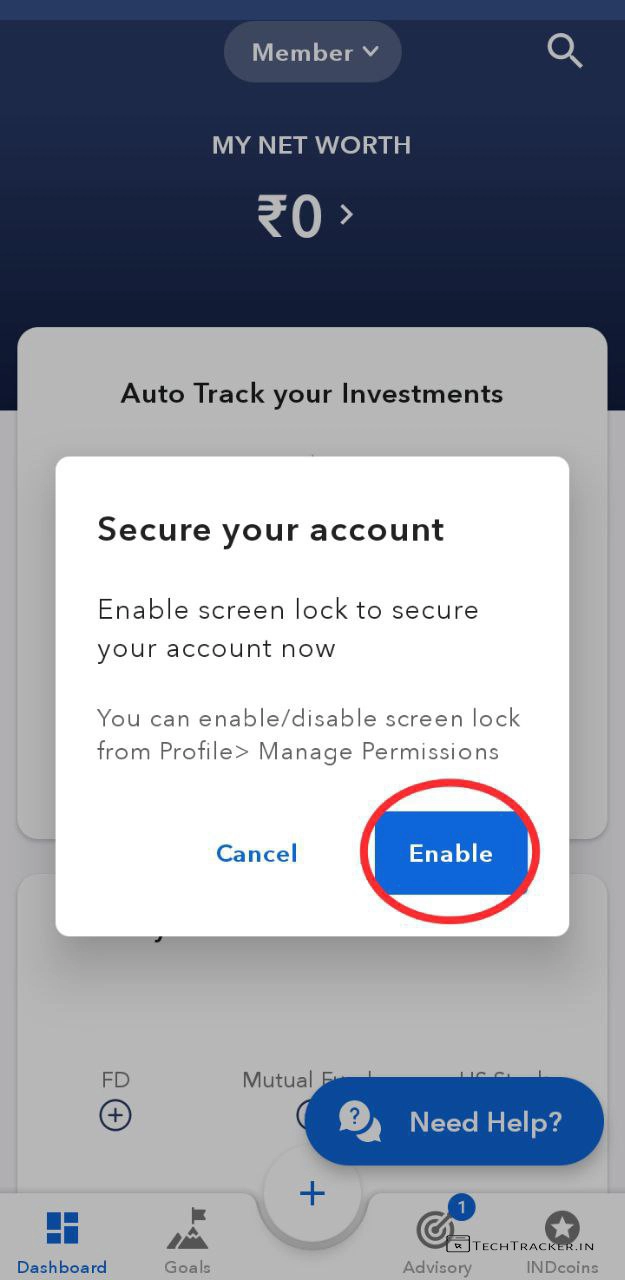 Member
MY NET WORTH
₹0 >
Auto Track your Investments
Secure your account
Enable screen lock to secure
your account now
You can enable/disable screen lock
from Profile> Manage Permissions
Cancel
Enable
FD
Mutual
Need Help?
1
TECHTRACKER.IN
Dashboard
Goals
Advisory
INDcoins